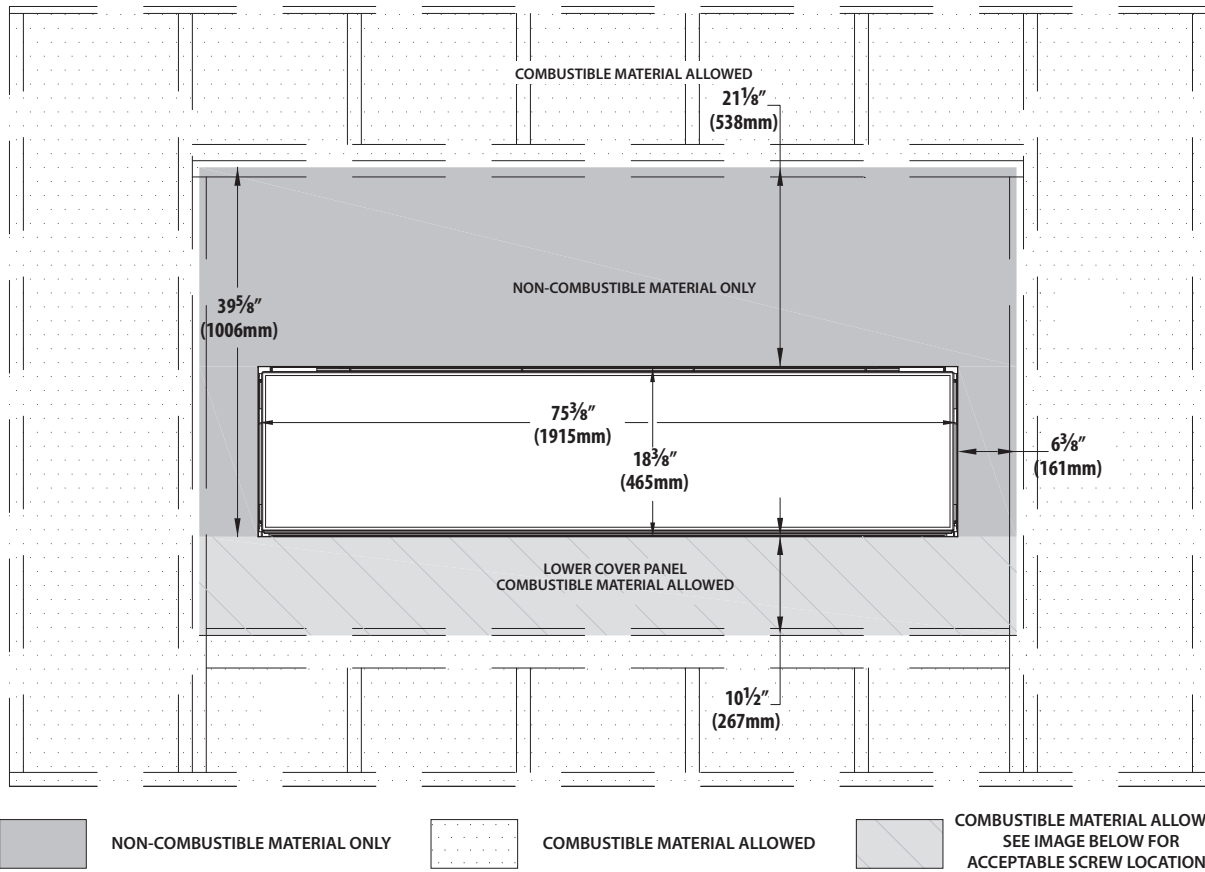 COMBUSTIBLE MATERIAL ALLOWED
21⅛″
(538mm)
NON-COMBUSTIBLE MATERIAL ONLY
39⅝″
(1006mm)
75⅜″
(1915mm)
18⅜″
(465mm)
6⅜″
(161mm)
LOWER COVER PANEL
COMBUSTIBLE MATERIAL ALLOWED
10½″
(267mm)
NON-COMBUSTIBLE MATERIAL ONLY
COMBUSTIBLE MATERIAL ALLOWED
COMBUSTIBLE MATERIAL ALLOW
SEE IMAGE BELOW FOR
ACCEPTABLE SCREW LOCATION